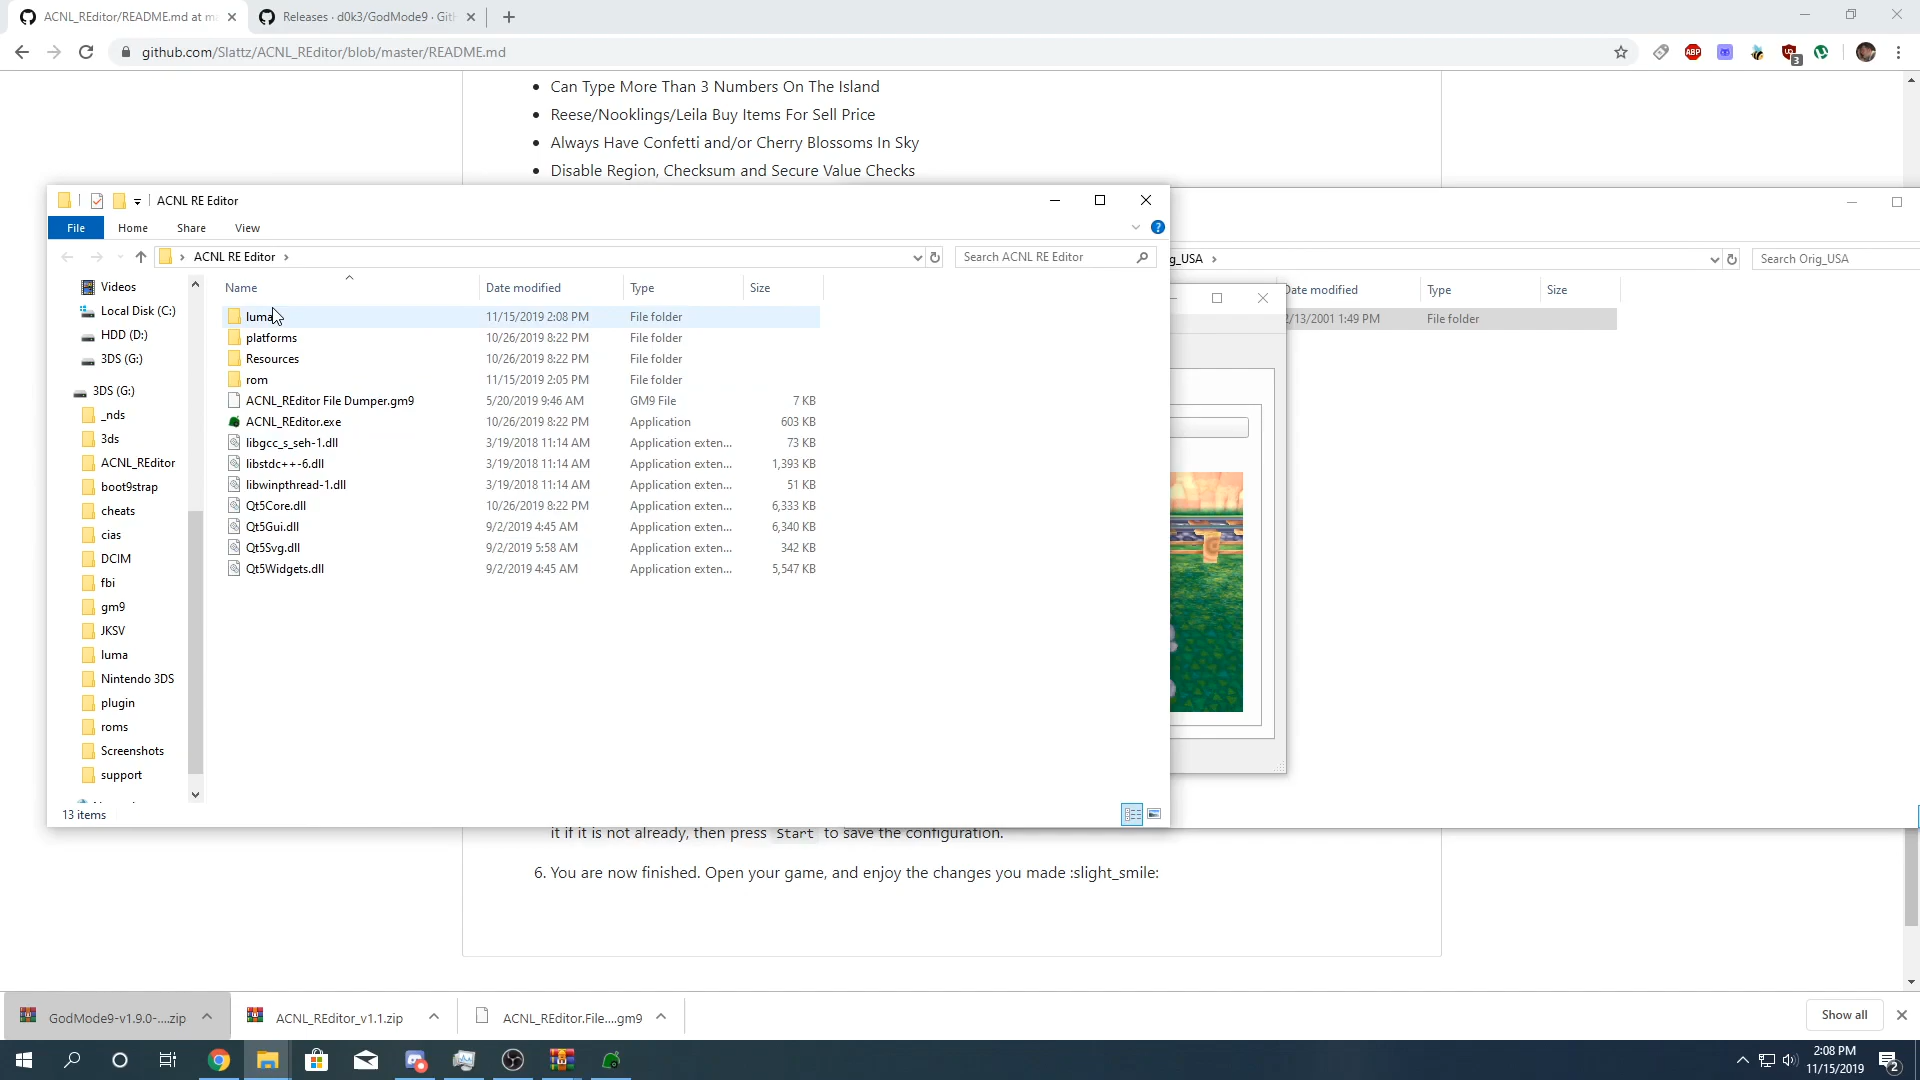 ACNL_REditor/README.md at ma
Releases · d0k3/GodMode9 · Gith
github.com/Slattz/ACNL_REditor/blob/master/README.md
ABP
3
Can Type More Than 3 Numbers On The Island
Reese/Nooklings/Leila Buy Items For Sell Price
Always Have Confetti and/or Cherry Blossoms In Sky
Disable Region, Checksum and Secure Value Checks
ACNL RE Editor
File
Home
Share
View
ACNL RE Editor
Search ACNL RE Editor
g_USA
Search Orig_USA
Name
Date modified
Type
Size
Date modified
Type
Size
/13/2001 1:49 PM
File folder
luma
11/15/2019 2:08 PM
File folder
platforms
10/26/2019 8:22 PM
File folder
Resources
10/26/2019 8:22 PM
File folder
rom
11/15/2019 2:05 PM
File folder
ACNL_REditor File Dumper.gm9
5/20/2019 9:46 AM
GM9 File
7 KB
ACNL_REditor.exe
10/26/2019 8:22 PM
Application
603 KB
libgcc_s_seh-1.dll
3/19/2018 11:14 AM
Application exten...
73 KB
libstdc++-6.dll
3/19/2018 11:14 AM
Application exten...
1,393 KB
libwinpthread-1.dll
3/19/2018 11:14 AM
Application exten...
51 KB
Qt5Core.dll
10/26/2019 8:22 PM
Application exten...
6,333 KB
Qt5Gui.dll
9/2/2019 4:45 AM
Application exten...
6,340 KB
Qt5Svg.dll
9/2/2019 5:58 AM
Application exten...
342 KB
Qt5Widgets.dll
9/2/2019 4:45 AM
Application exten...
5,547 KB
Videos
Local Disk (C:)
HDD (D:)
3DS (G:)
3DS (G:)
_nds
3ds
ACNL_REditor
boot9strap
cheats
cias
DCIM
fbi
gm9
JKSV
luma
Nintendo 3DS
plugin
roms
Screenshots
support
13 items
it if it is not already, then press Start to save the configuration.
6. You are now finished. Open your game, and enjoy the changes you made :slight_smile:
GodMode9-v1.9.0-....zip
ACNL_REditor_v1.1.zip
ACNL_REditor.File....gm9
Show all
2:08 PM
11/15/2019
2